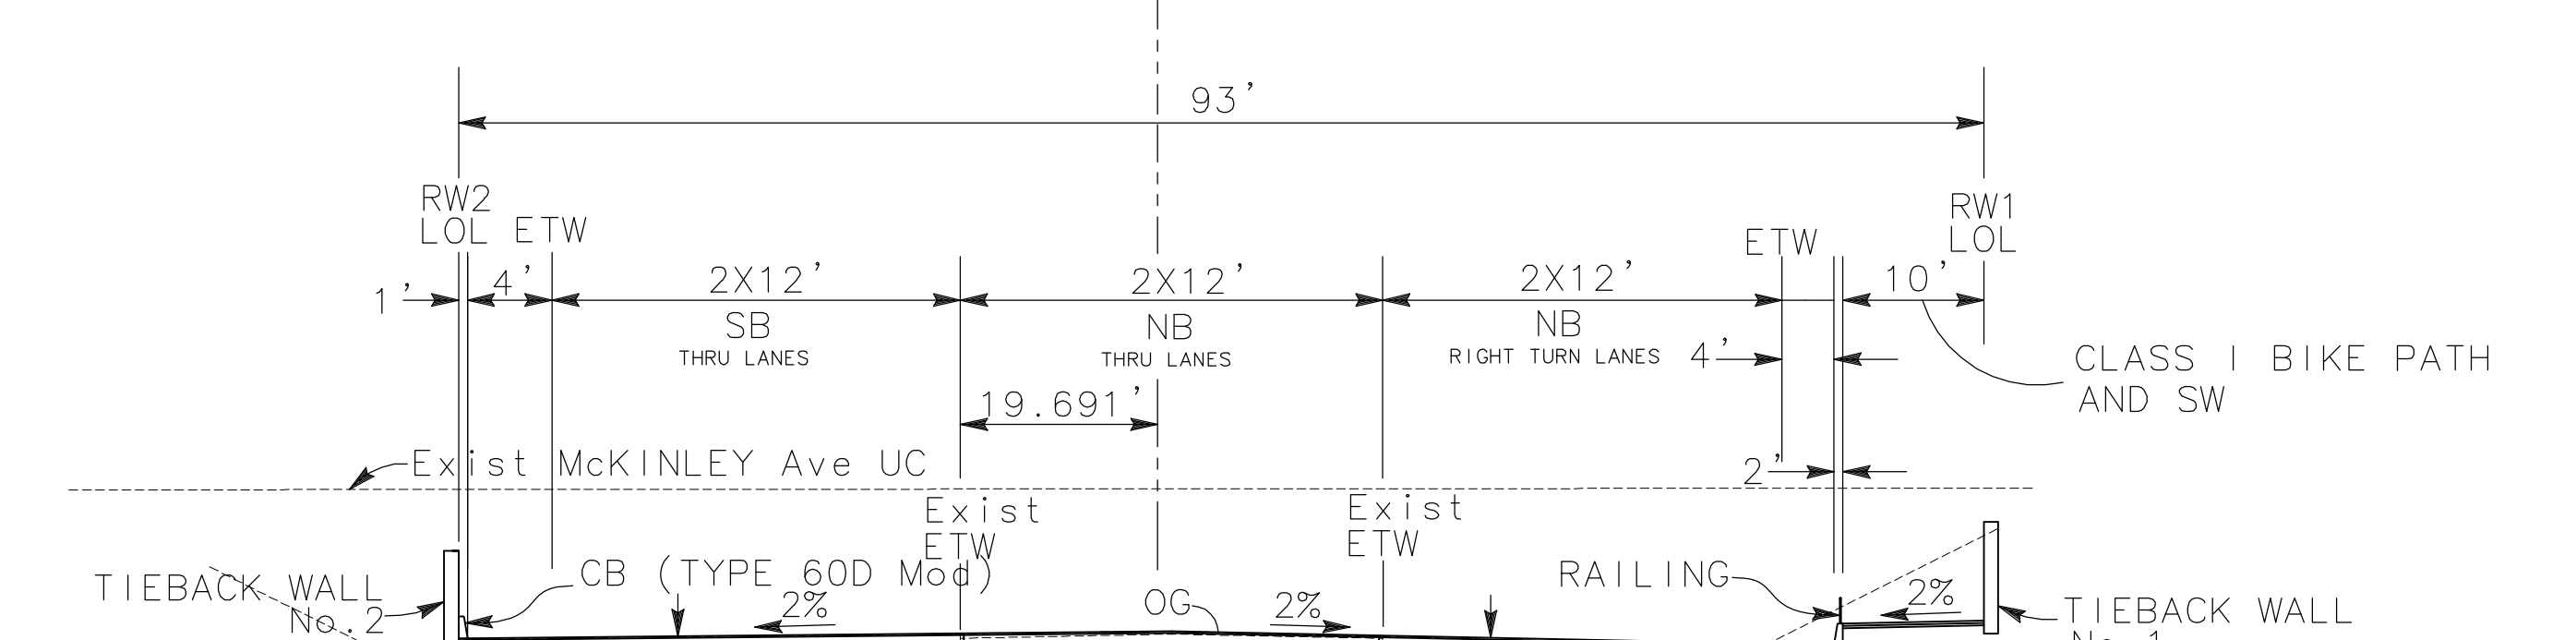 93'
RW2
LOL
ETW
RW1
LOL
ETW
1'
4'
2X12'
2X12'
2X12'
10'
SB
THRU LANES
NB
THRU LANES
NB
RIGHT TURN LANES
4'
CLASS I BIKE PATH
AND SW
19.691'
Exist McKINLEY Ave UC
2'
Exist
ETW
Exist
ETW
TIEBACK WALL
No.2
CB (TYPE 60D Mod)
2%
OG
2%
RAILING
2%
TIEBACK WALL
No.1